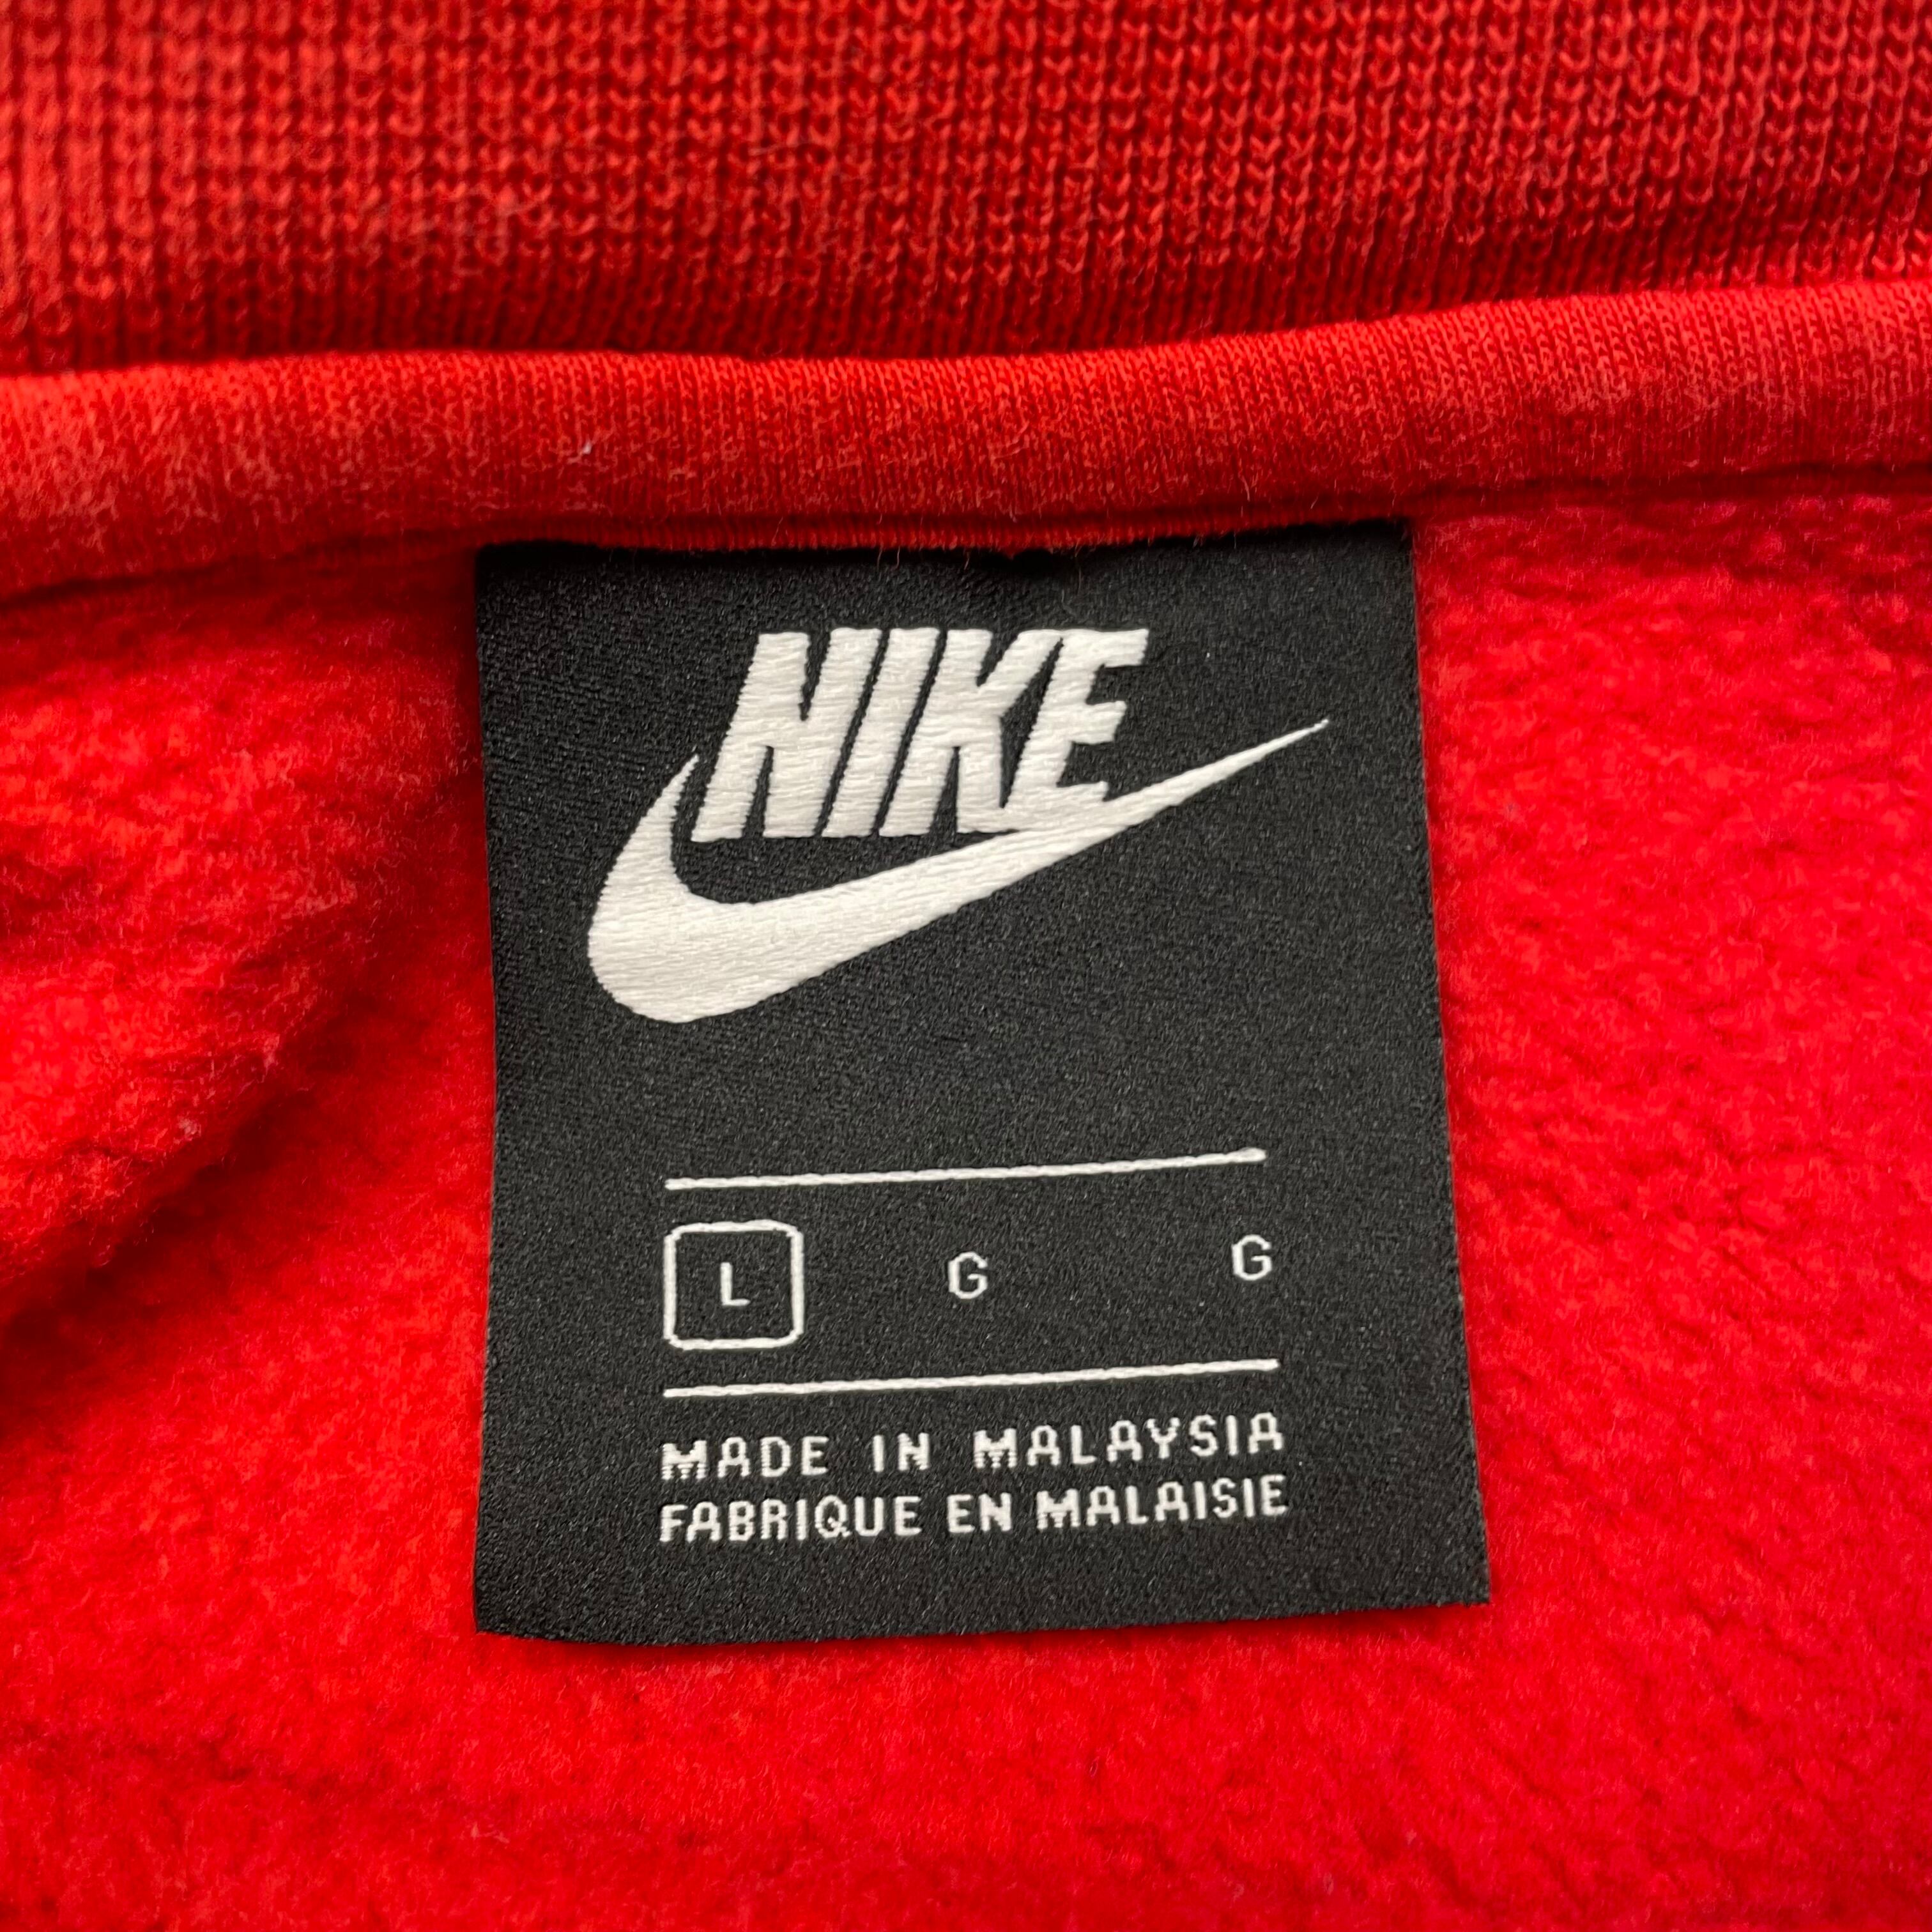 NIKE
L G G
MADE IN MALAYSIA
FABRIQUE EN MALAISIE